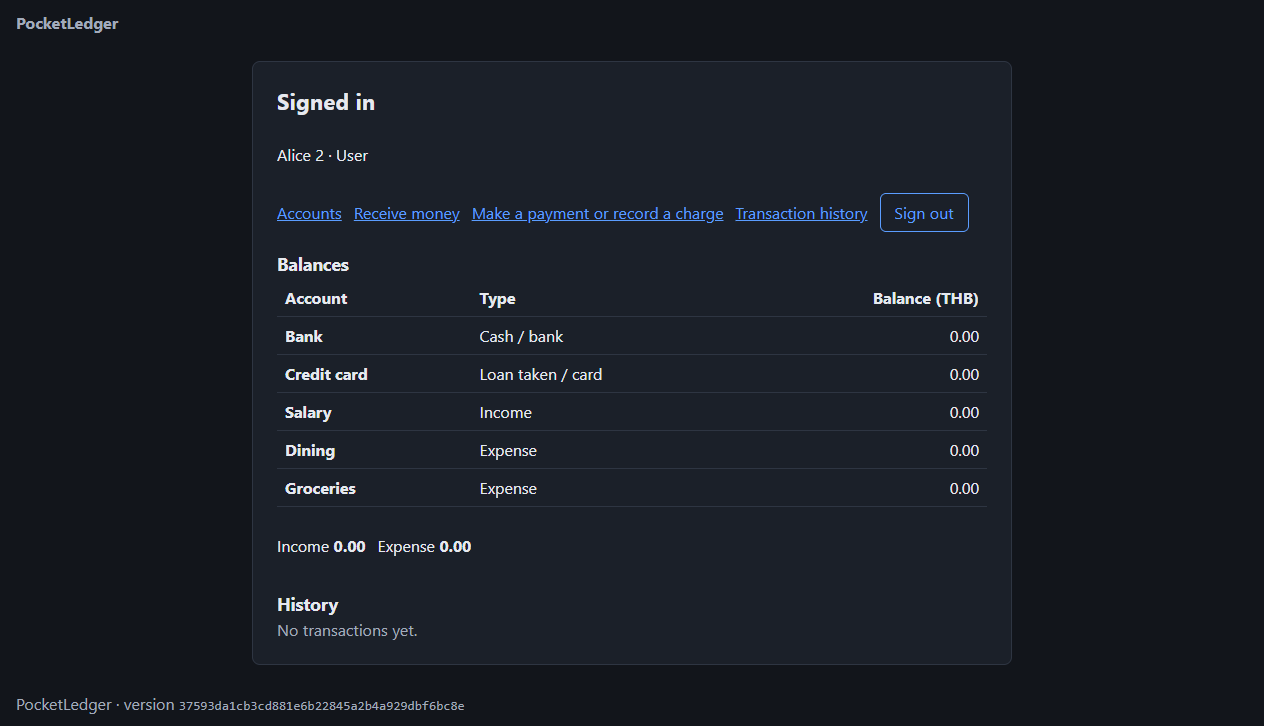 PocketLedger
Signed in
Alice 2 · User
Accounts Receive money Make a payment or record a charge Transaction history Sign out
Balances
Account Type Balance (THB)
Bank Cash / bank 0.00
Credit card Loan taken / card 0.00
Salary Income 0.00
Dining Expense 0.00
Groceries Expense 0.00
Income 0.00 Expense 0.00
History
No transactions yet.
PocketLedger · version 37593da1cb3cd881e6b22845a2b4a929dbf6bc8e